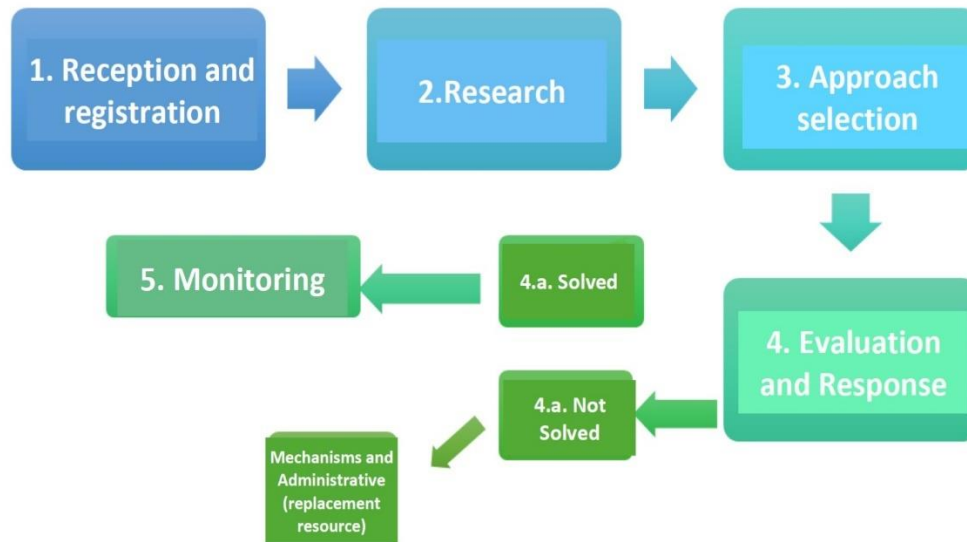 1. Reception and
registration
2.Research
3. Approach
selection
5. Monitoring
4.a. Solved
4. Evaluation
and Response
4.a. Not
Solved
Mechanisms and
Administrative
(replacement
resource)